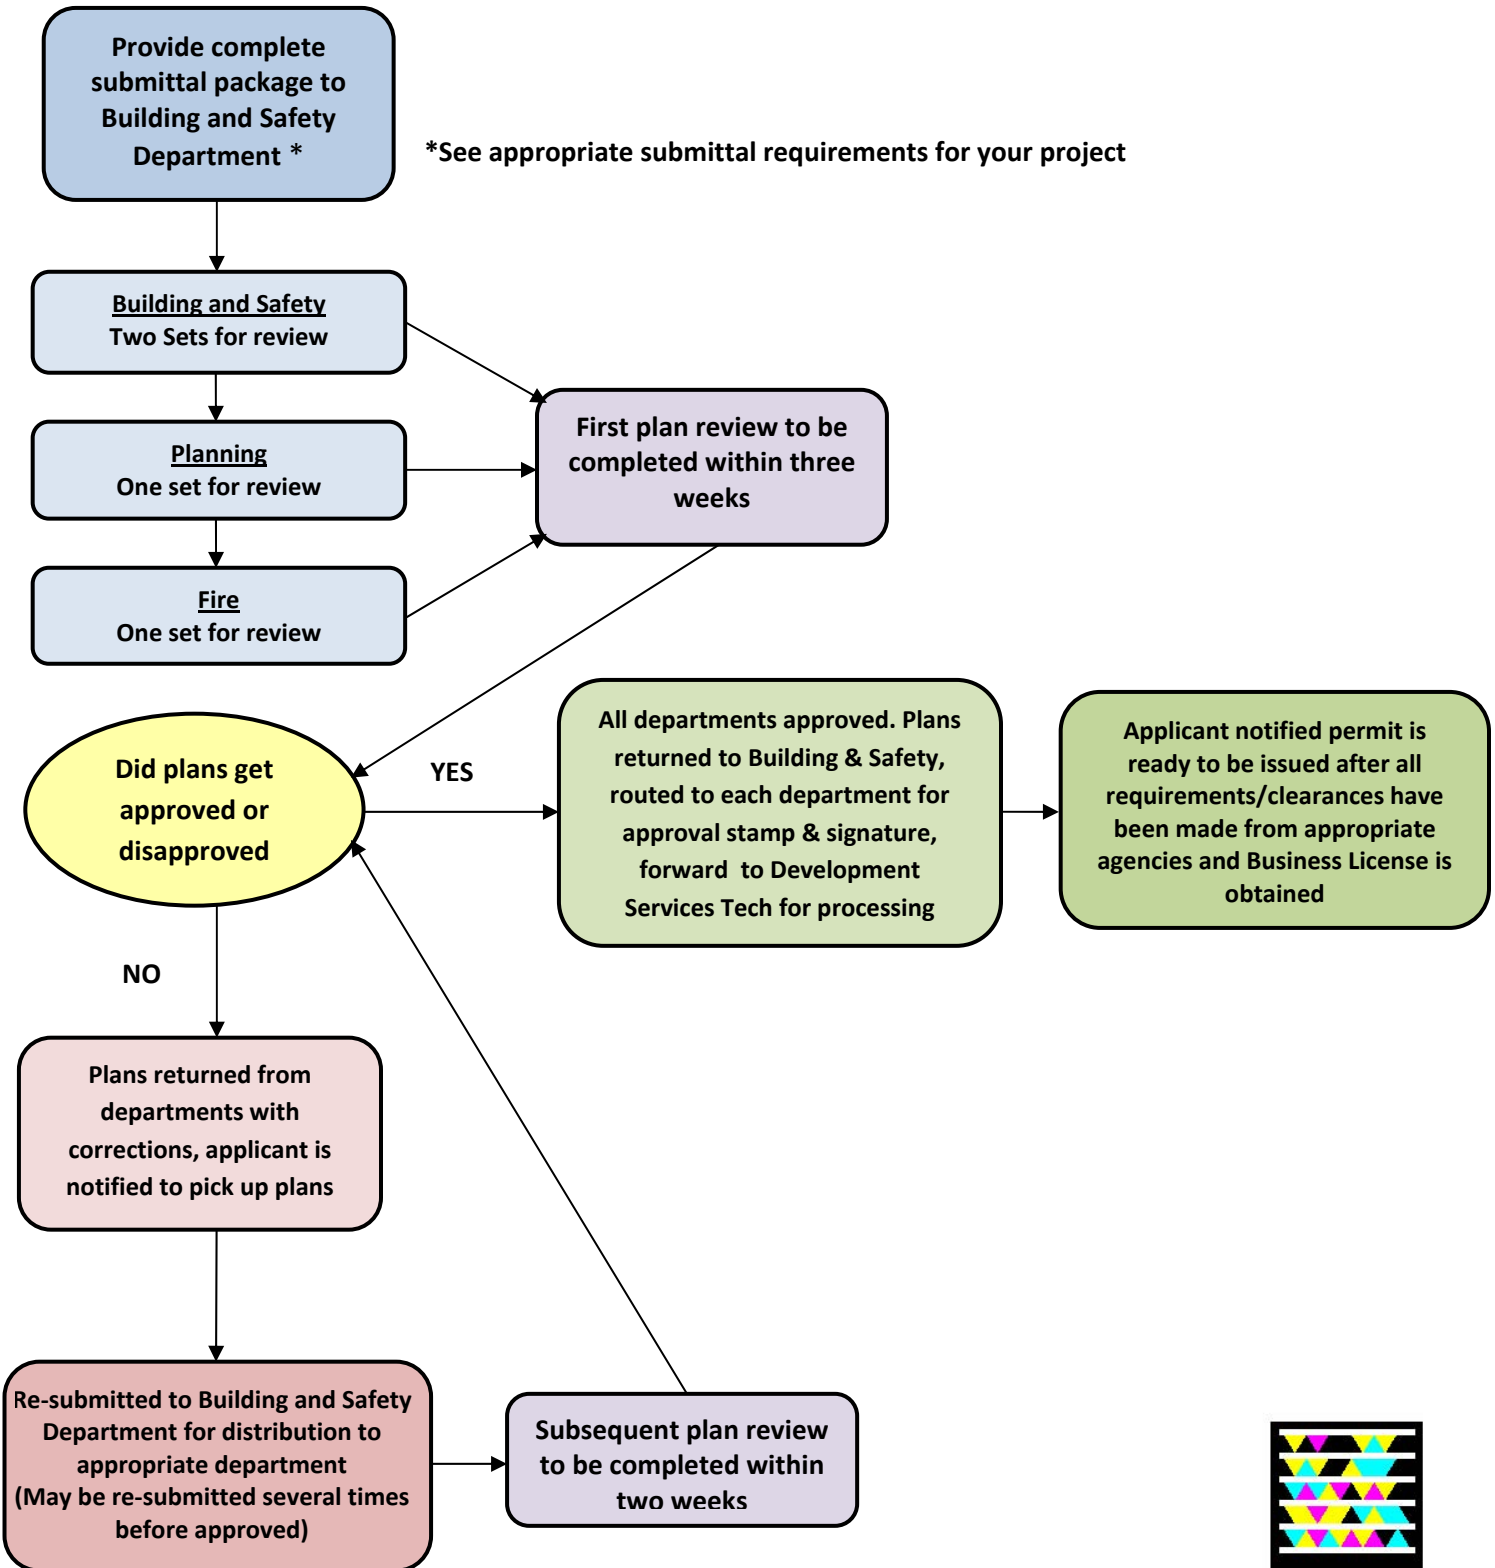 Provide complete
submittal package to
Building and Safety
Department *
*See appropriate submittal requirements for your project
Building and Safety
Two Sets for review
Planning
One set for review
Fire
One set for review
First plan review to be
completed within three
weeks
Did plans get
approved or
disapproved
YES
All departments approved. Plans
returned to Building & Safety,
routed to each department for
approval stamp & signature,
forward to Development
Services Tech for processing
Applicant notified permit is
ready to be issued after all
requirements/clearances have
been made from appropriate
agencies and Business License is
obtained
NO
Plans returned from
departments with
corrections, applicant is
notified to pick up plans
Re-submitted to Building and Safety
Department for distribution to
appropriate department
(May be re-submitted several times
before approved)
Subsequent plan review
to be completed within
two weeks